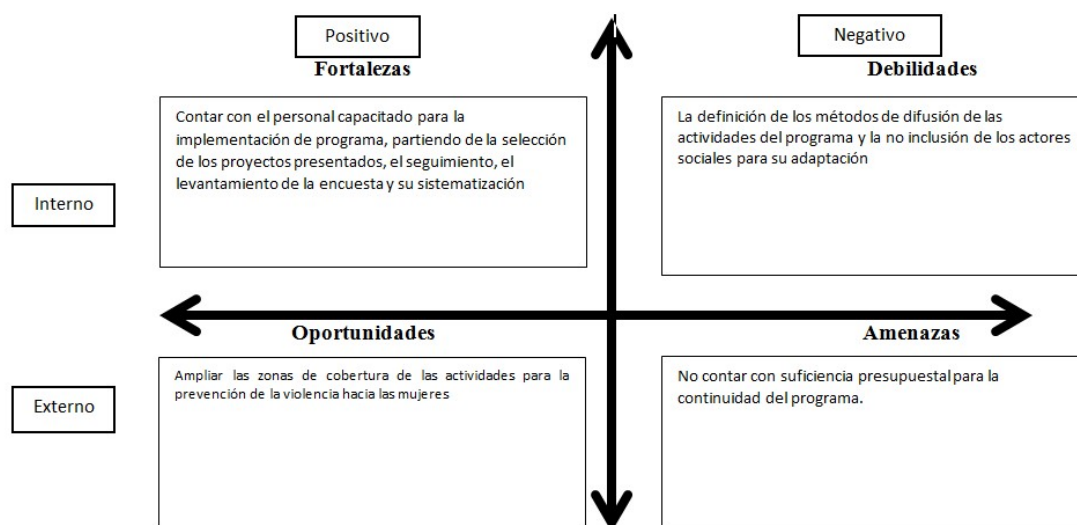 Positivo
Negativo
Fortalezas
Debilidades
Contar con el personal capacitado para la
implementación de programa, partiendo de la selección
de los proyectos presentados, el seguimiento, el
levantamiento de la encuesta y su sistematización
La definición de los métodos de difusión de las
actividades del programa y la no inclusión de los actores
sociales para su adaptación
Interno
Oportunidades
Amenazas
Ampliar las zonas de cobertura de las actividades para la
prevención de la violencia hacia las mujeres
No contar con suficiencia presupuestal para la
continuidad del programa.
Externo